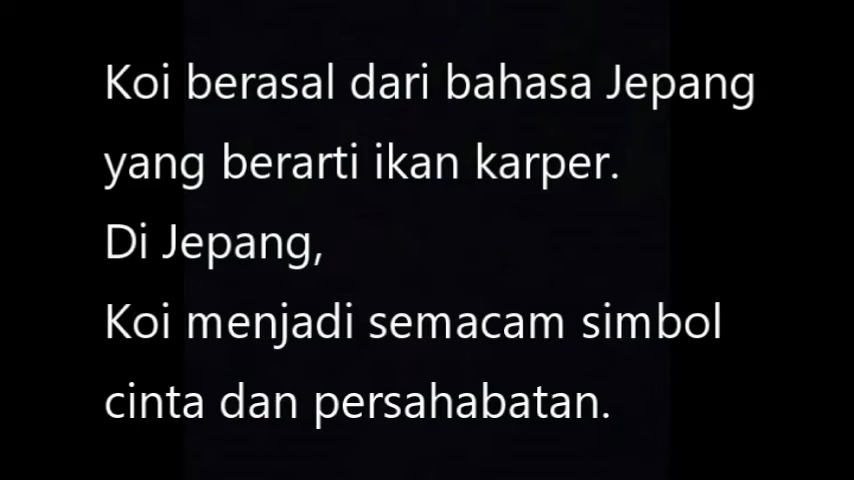 Koi berasal dari bahasa Jepang
yang berarti ikan karper.
Di Jepang,
Koi menjadi semacam simbol
cinta dan persahabatan.